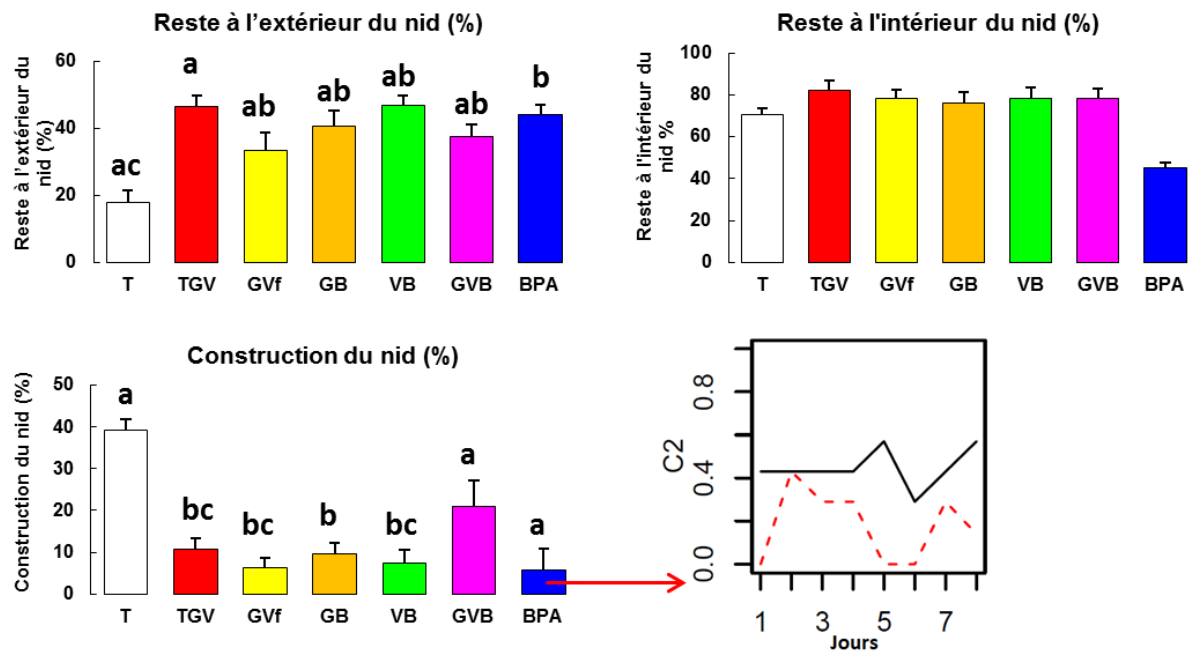 Reste à l’extérieur du nid (%)
Reste à l’extérieur du
nid (%)
60
40
20
0
ac
a
ab
ab
ab
ab
b
T TGV GVf GB VB GVB BPA
Reste à l'intérieur du nid (%)
Reste à l'intérieur du
nid %
100
80
60
40
20
0
T TGV GVf GB VB GVB BPA
Construction du nid (%)
Construction du nid (%)
50
40
30
20
10
0
a
bc
bc
b
bc
a
a
T TGV GVf GB VB GVB BPA
C2
0.8
0.4
0.0
1 3 5 7
Jours